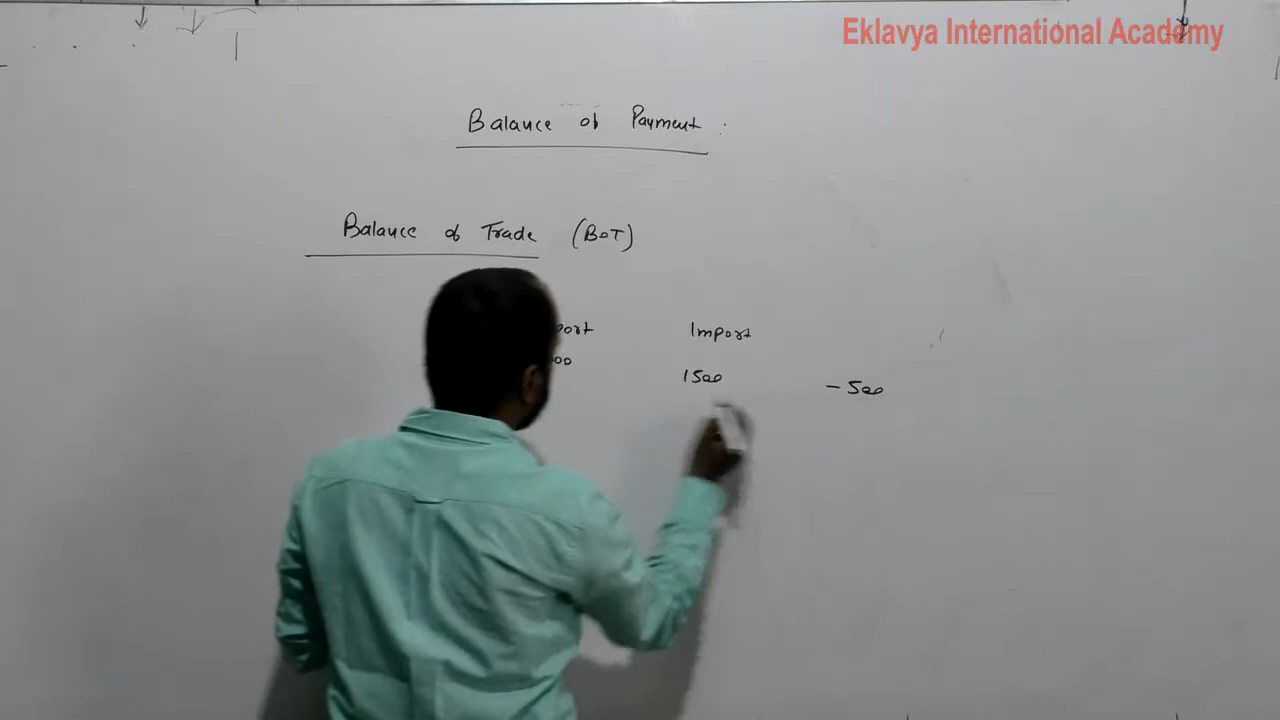 Eklavya International Academy
Balance of Payment
Balance of Trade (BOT)
Import
1500
- 500